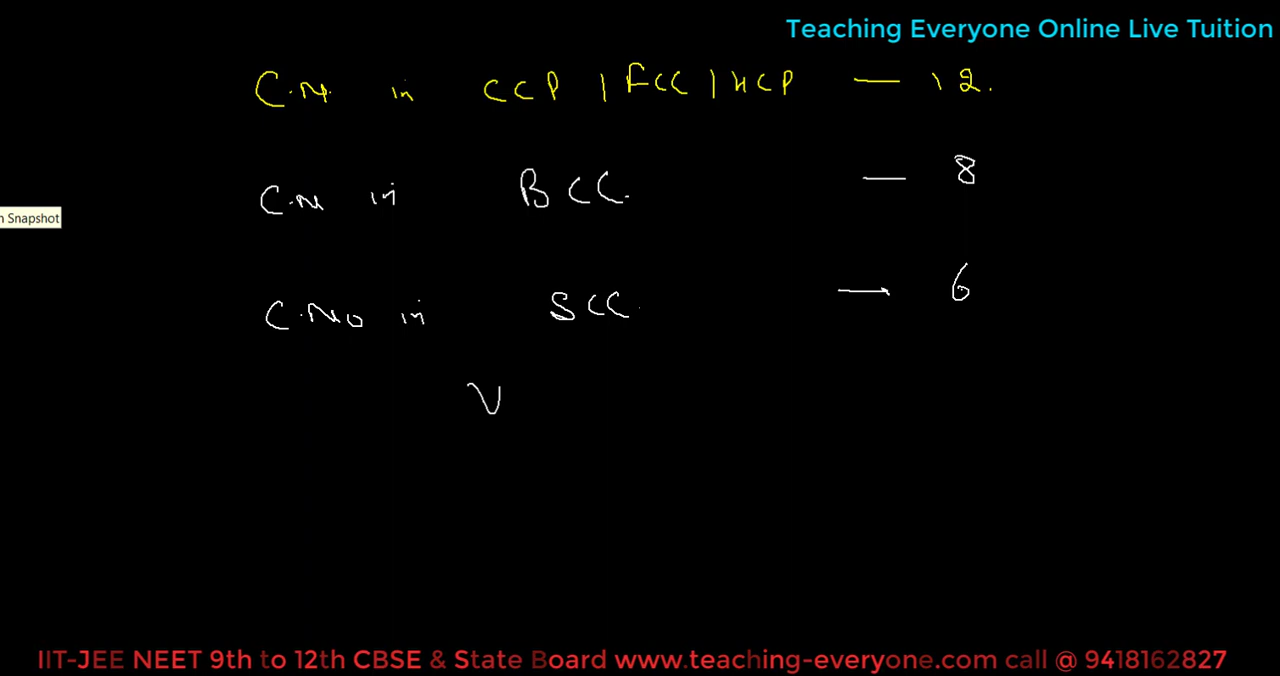 Teaching Everyone Online Live Tuition
C.N. in CCP | FCC | HCP — 12.
C.N in BCC. — 8
n Snapshot
C.No in SCC. → 6
V
IIT-JEE NEET 9th to 12th CBSE & State Board www.teaching-everyone.com call @ 9418162827